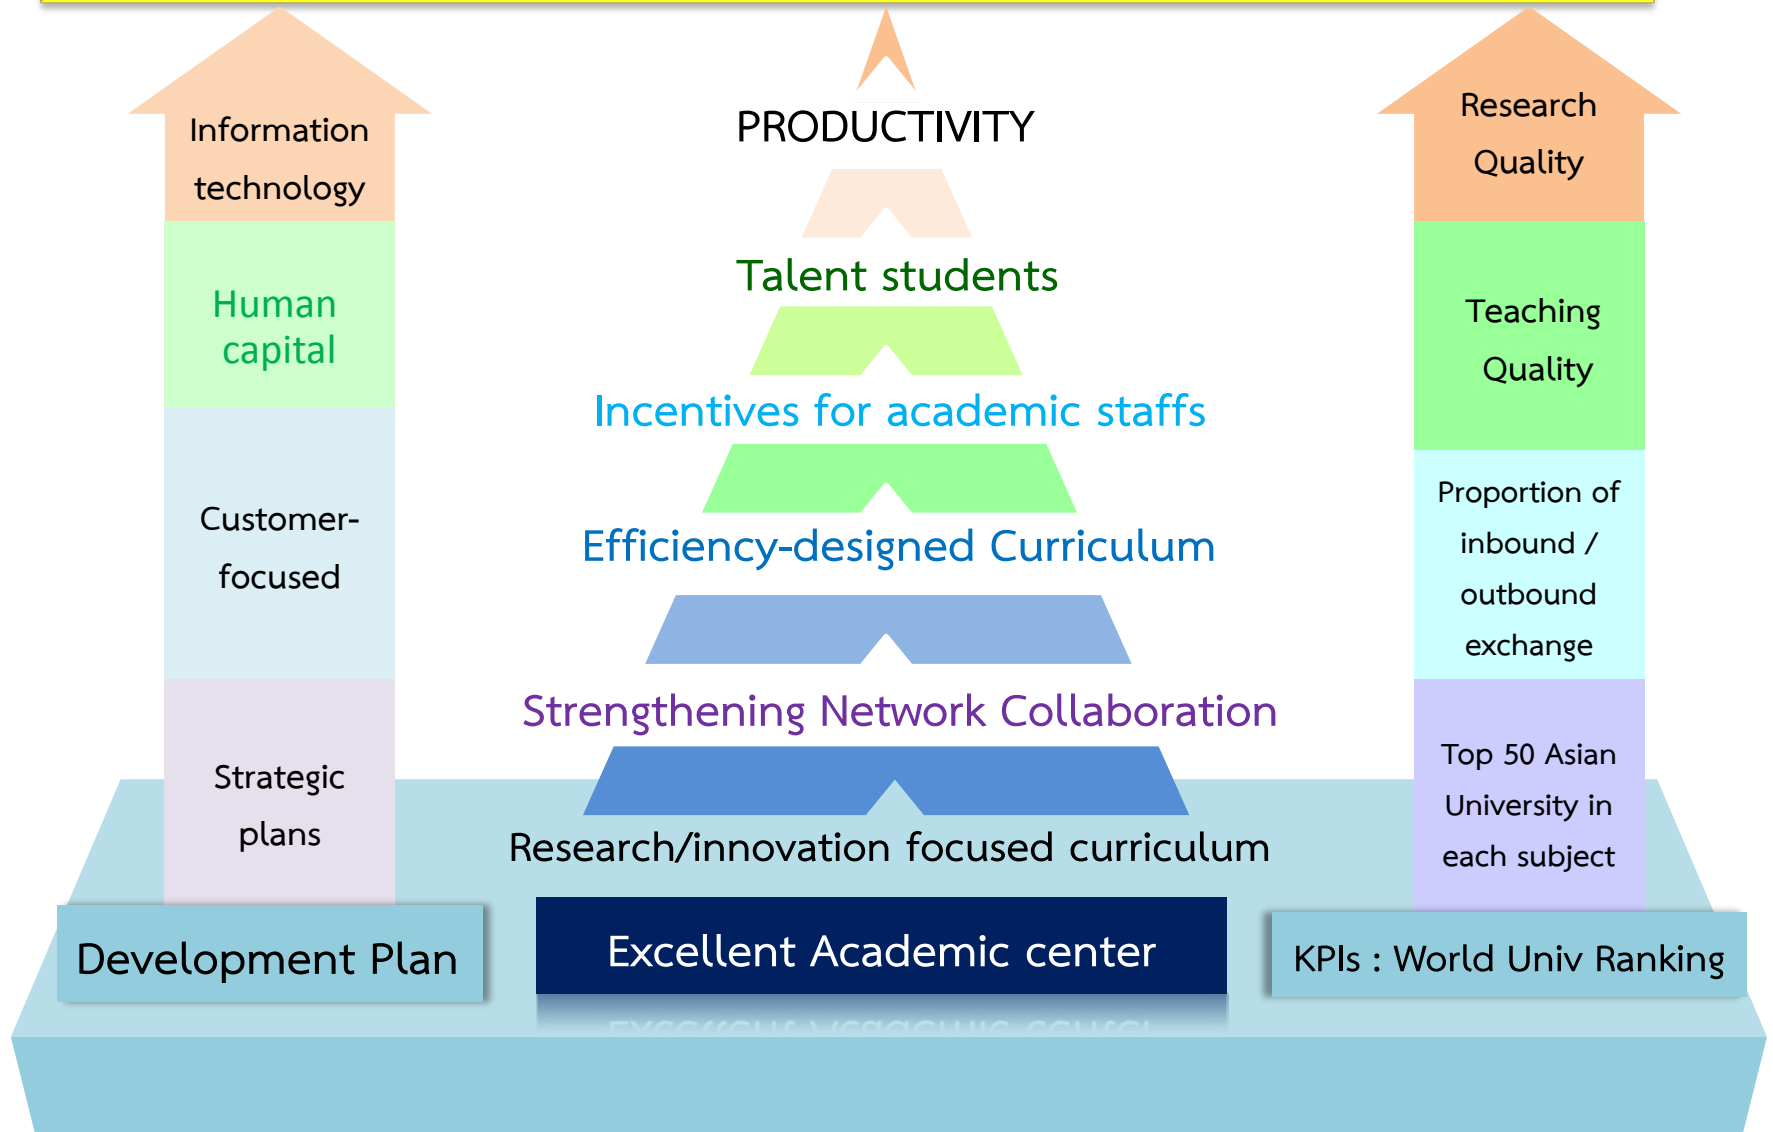 Information
technology
Human
capital
Customer-
focused
Strategic
plans
Development Plan
PRODUCTIVITY
Talent students
Incentives for academic staffs
Efficiency-designed Curriculum
Strengthening Network Collaboration
Research/innovation focused curriculum
Excellent Academic center
Research
Quality
Teaching
Quality
Proportion of
inbound /
outbound
exchange
Top 50 Asian
University in
each subject
KPIs : World Univ Ranking